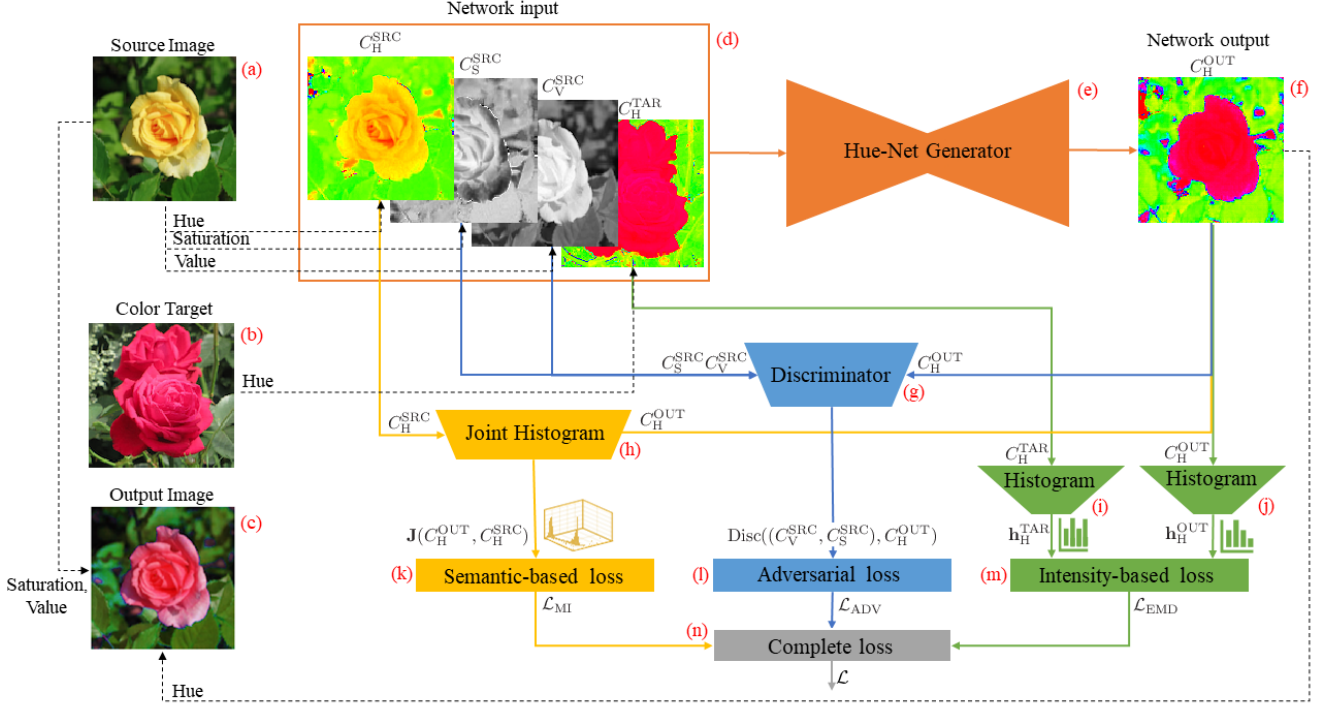 Network input
(d)
Source Image
(a)
C_H^SRC
C_S^SRC
C_V^SRC
C_H^TAR
Hue-Net Generator
(e)
Network output
C_H^OUT
(f)
Hue
Saturation
Value
Color Target
(b)
Hue
C_S^SRC C_V^SRC
Discriminator
C_H^OUT
(g)
C_H^SRC
Joint Histogram
C_H^OUT
(h)
C_H^TAR
Histogram
(i)
C_H^OUT
Histogram
(j)
Output Image
(c)
J(C_H^OUT, C_H^SRC)
Disc((C_V^SRC, C_S^SRC), C_H^OUT)
h_H^TAR
h_H^OUT
(k)
Semantic-based loss
(l)
Adversarial loss
(m)
Intensity-based loss
Saturation,
Value
ℒ_MI
ℒ_ADV
ℒ_EMD
(n)
Complete loss
ℒ
Hue